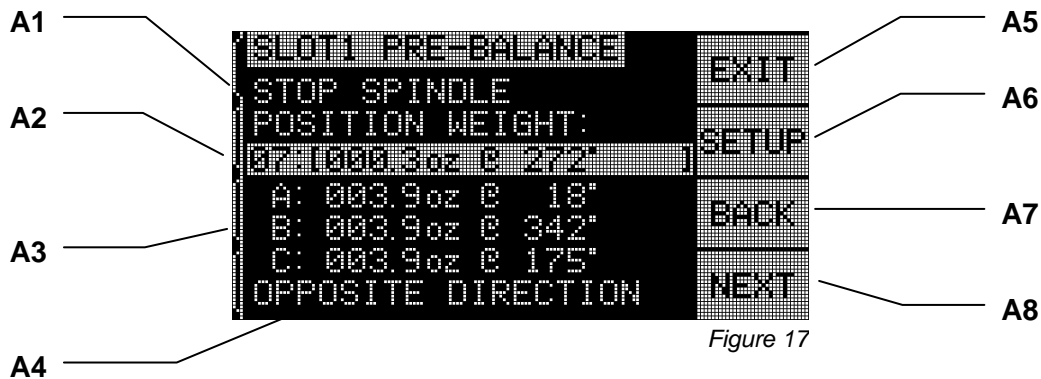 A1
A2
A3
A4
SLOT1 PRE-BALANCE
STOP SPINDLE
POSITION WEIGHT:
07:[000.3oz @ 272° ]
A: 003.9oz @ 18°
B: 003.9oz @ 342°
C: 003.9oz @ 175°
OPPOSITE DIRECTION
EXIT
SETUP
BACK
NEXT
A5
A6
A7
A8
Figure 17